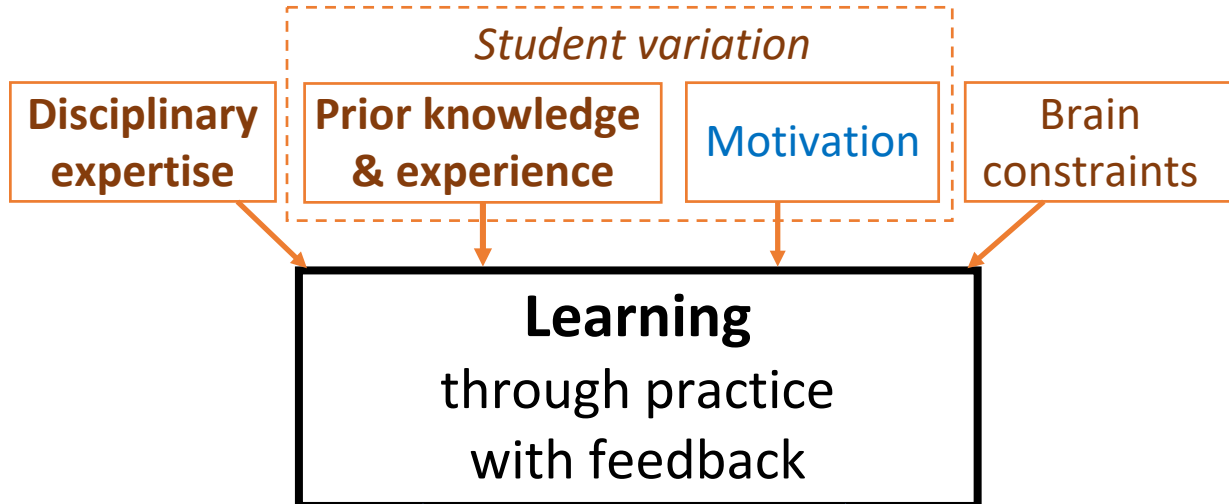 Student variation
Disciplinary
expertise
Prior knowledge
& experience
Motivation
Brain
constraints
Learning
through practice
with feedback